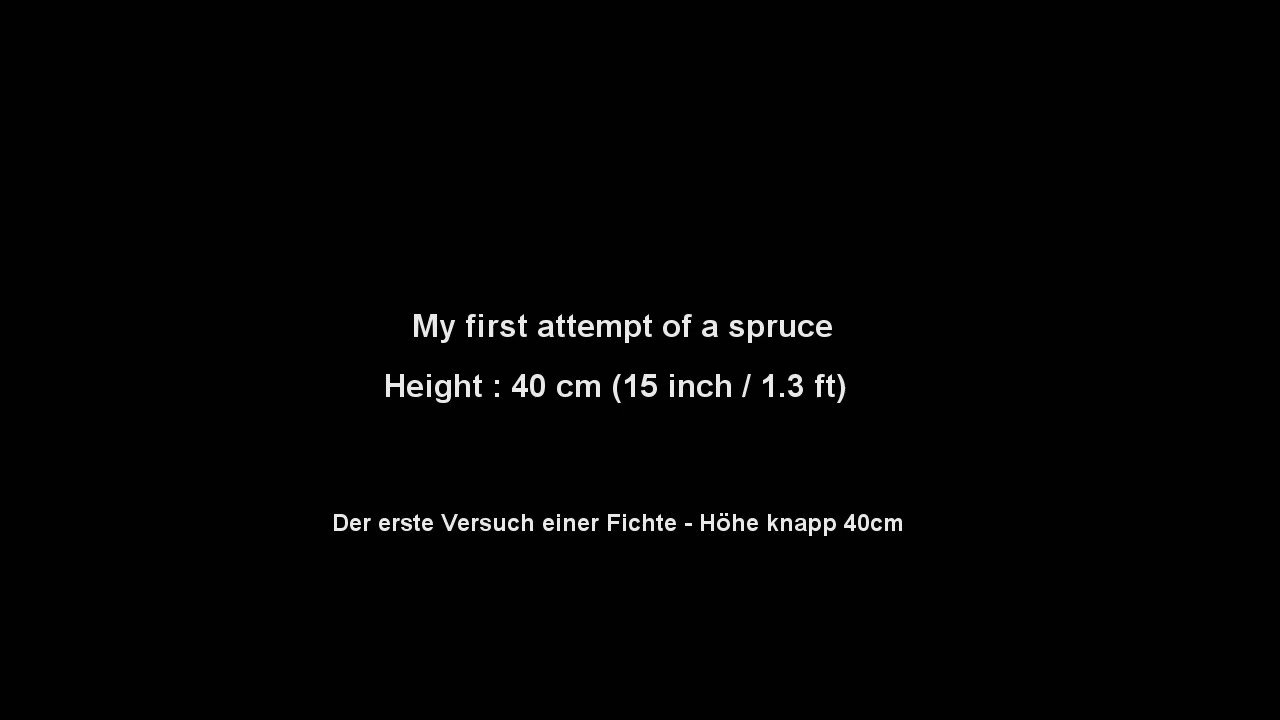 My first attempt of a spruce
Height : 40 cm (15 inch / 1.3 ft)
Der erste Versuch einer Fichte - Höhe knapp 40cm